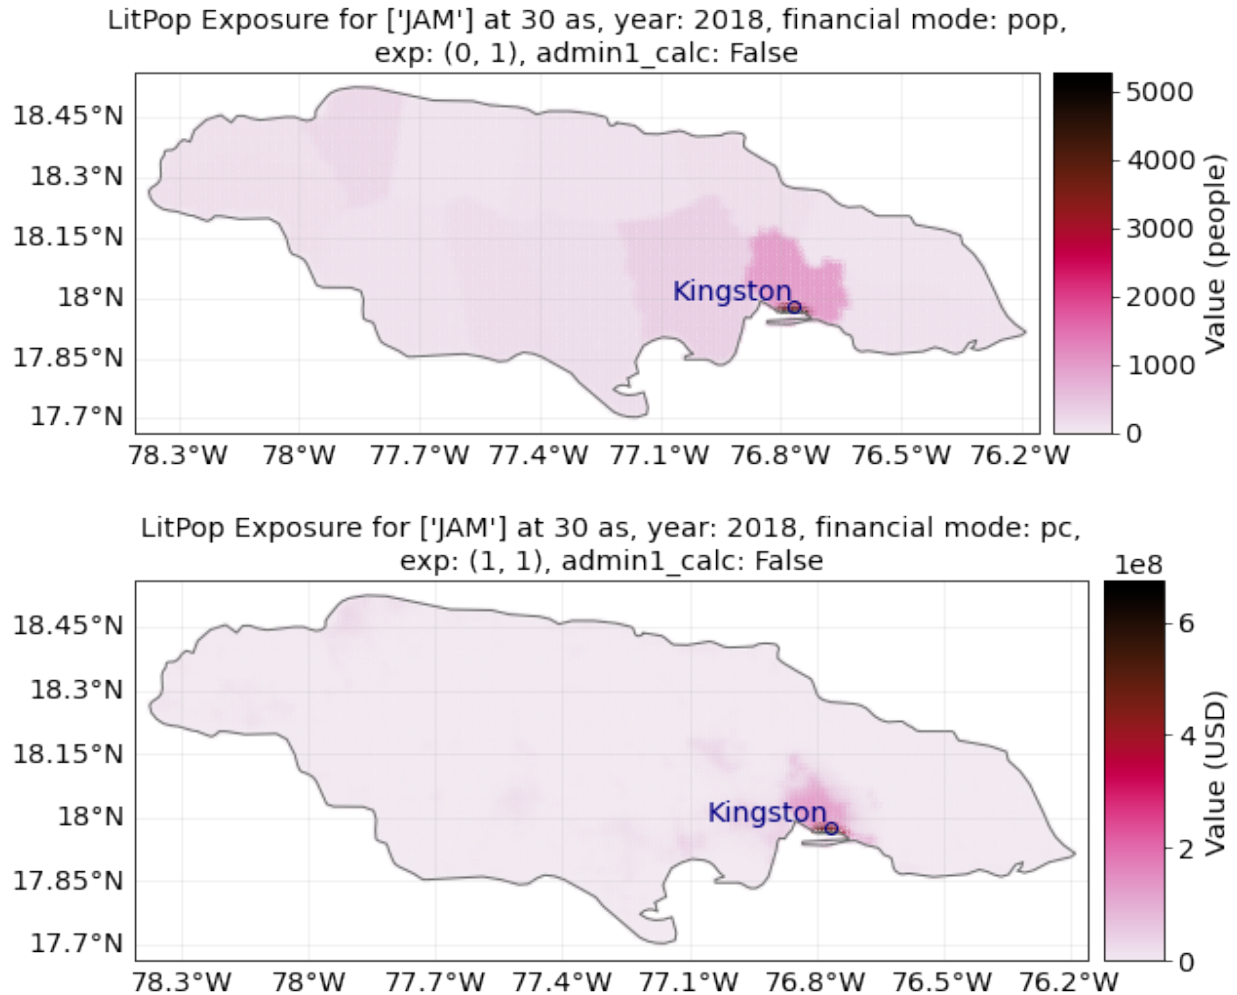 LitPop Exposure for ['JAM'] at 30 as, year: 2018, financial mode: pop,
exp: (0, 1), admin1_calc: False
18.45°N
18.3°N
18.15°N
18°N
17.85°N
17.7°N
Kingston
78.3°W 78°W 77.7°W 77.4°W 77.1°W 76.8°W 76.5°W 76.2°W
5000
4000
3000
2000
1000
0
Value (people)
LitPop Exposure for ['JAM'] at 30 as, year: 2018, financial mode: pc,
exp: (1, 1), admin1_calc: False
18.45°N
18.3°N
18.15°N
18°N
17.85°N
17.7°N
Kingston
78.3°W 78°W 77.7°W 77.4°W 77.1°W 76.8°W 76.5°W 76.2°W
1e8
6
4
2
0
Value (USD)